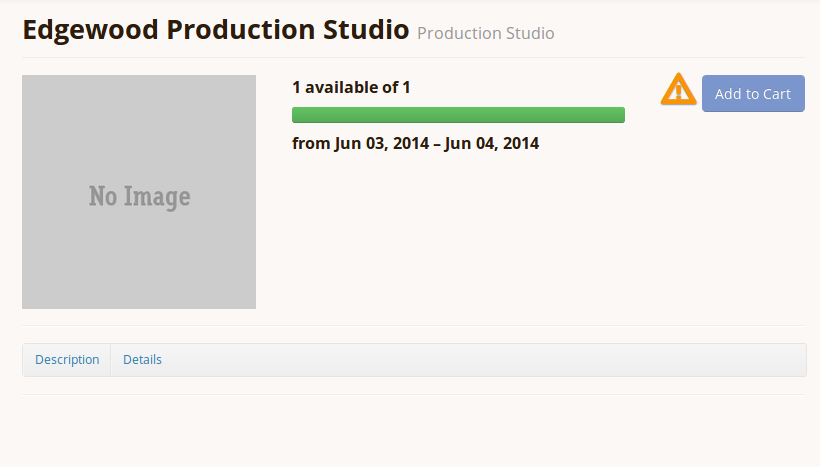 Edgewood Production Studio Production Studio
1 available of 1
Add to Cart
from Jun 03, 2014 – Jun 04, 2014
No Image
Description Details